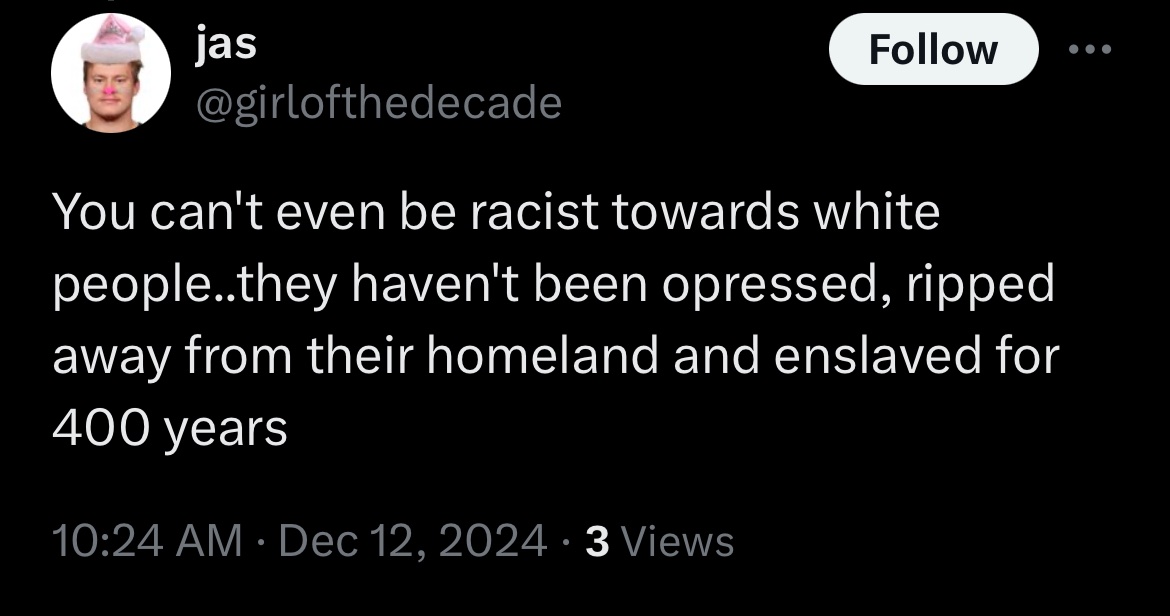 jas
Follow
@girlofthedecade
You can't even be racist towards white
people..they haven't been opressed, ripped
away from their homeland and enslaved for
400 years
10:24 AM · Dec 12, 2024 · 3 Views